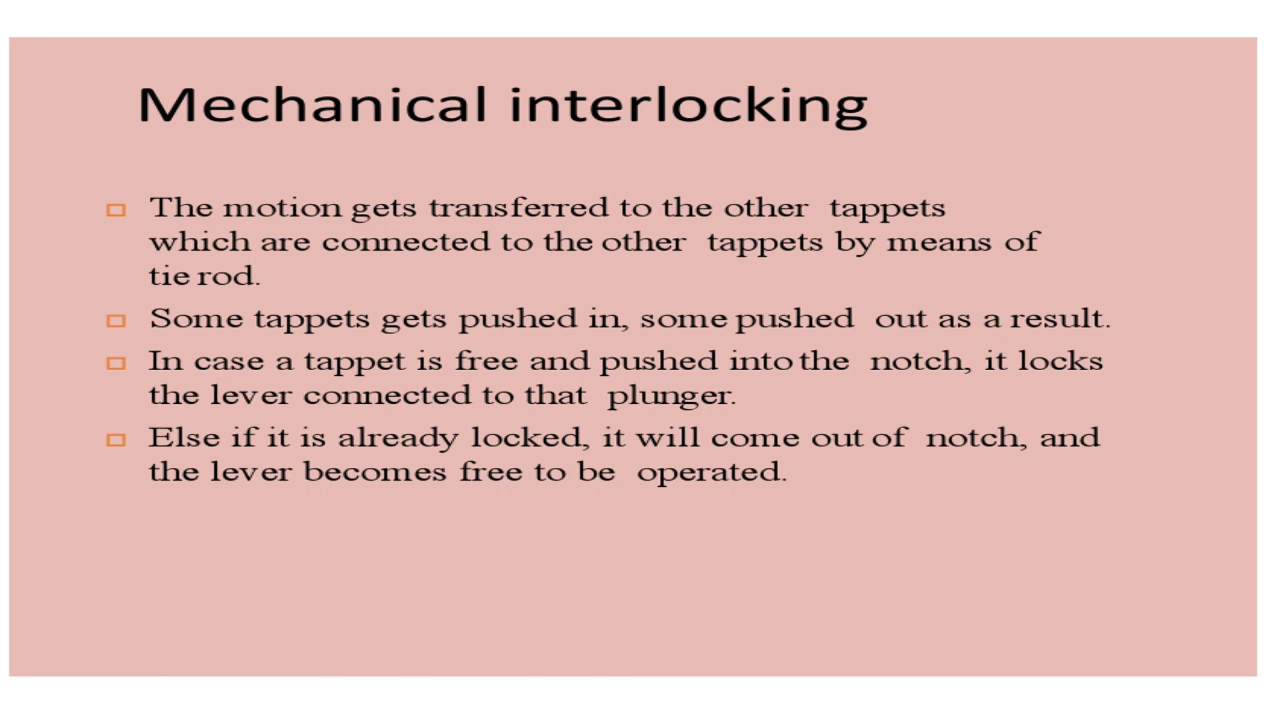 Mechanical interlocking
The motion gets transferred to the other tappets
which are connected to the other tappets by means of
tie rod.
Some tappets gets pushed in, some pushed out as a result.
In case a tappet is free and pushed into the notch, it locks
the lever connected to that plunger.
Else if it is already locked, it will come out of notch, and
the lever becomes free to be operated.